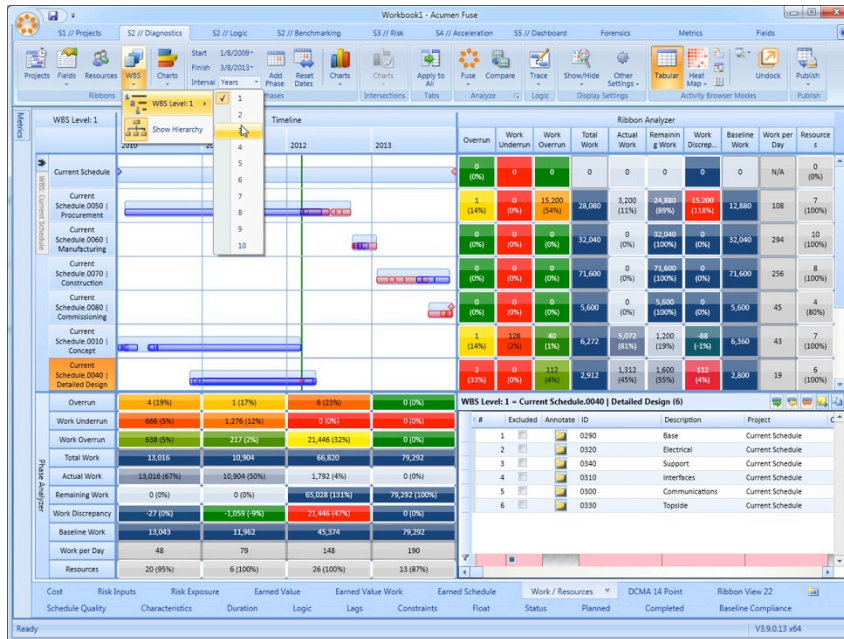 Workbook1 - Acumen Fuse
S1 // Projects S2 // Diagnostics S2 // Logic S2 // Benchmarking S3 // Risk S4 // Acceleration S5 // Dashboard Forensics Metrics Fields
Start 1/8/2009
Finish 3/8/2013
Interval Years
Projects Fields Resources WBS Charts Add Phase Reset Dates Charts Charts Apply to All Fuse Compare Trace Show/Hide Other Settings Tabular Heat Map Undock Publish
Ribbons Phases Intersections Tabs Analyze Logic Display Settings Activity Browser Modes Publish
WBS Level: 1
Show Hierarchy
1
2
3
4
5
6
7
8
9
10
Metrics
WBS Level: 1 Timeline Ribbon Analyzer
2010 2012 2013
Overrun Work Underrun Work Overrun Total Work Actual Work Remainin g Work Work Discrep... Baseline Work Work per Day Resource s
WBS: Current Schedule
Current Schedule 0 (0%) 0 0 0 0 0 0 0 N/A 0 (0%)
Current Schedule.0050 | Procurement 1 (14%) 0 (0%) 15,200 (54%) 28,080 3,200 (11%) 24,880 (89%) 15,200 (118%) 12,880 108 7 (100%)
Current Schedule.0060 | Manufacturing 0 (0%) 0 (0%) 0 (0%) 32,040 0 (0%) 32,040 (100%) 0 (0%) 32,040 294 10 (100%)
Current Schedule.0070 | Construction 0 (0%) 0 (0%) 0 (0%) 71,600 0 (0%) 71,600 (100%) 0 (0%) 71,600 256 8 (100%)
Current Schedule.0080 | Commissioning 0 (0%) 0 (0%) 0 (0%) 5,600 0 (0%) 5,600 (100%) 0 (0%) 5,600 45 4 (80%)
Current Schedule.0010 | Concept 1 (14%) 128 (2%) 40 (1%) 6,272 5,072 (81%) 1,200 (19%) -88 (-1%) 6,360 43 7 (100%)
Current Schedule.0040 | Detailed Design 2 (33%) 0 (0%) 112 (4%) 2,912 1,312 (45%) 1,600 (55%) 112 (4%) 2,800 19 6 (100%)
Phase Analyzer
Overrun 4 (19%) 1 (17%) 6 (23%) 0 (0%)
Work Underrun 666 (5%) 1,276 (12%) 0 (0%) 0 (0%)
Work Overrun 638 (5%) 217 (2%) 21,446 (32%) 0 (0%)
Total Work 13,016 10,904 66,820 79,292
Actual Work 13,016 (67%) 10,904 (50%) 1,792 (4%) 0 (0%)
Remaining Work 0 (0%) 0 (0%) 65,028 (131%) 79,292 (100%)
Work Discrepancy -27 (0%) -1,059 (-9%) 21,446 (47%) 0 (0%)
Baseline Work 13,043 11,962 45,374 79,292
Work per Day 48 79 148 190
Resources 20 (95%) 6 (100%) 26 (100%) 13 (87%)
WBS Level: 1 = Current Schedule.0040 | Detailed Design (6)
# Excluded Annotate ID Description Project
1 0290 Base Current Schedule
2 0320 Electrical Current Schedule
3 0340 Support Current Schedule
4 0310 Interfaces Current Schedule
5 0300 Communications Current Schedule
6 0330 Topside Current Schedule
Cost Risk Inputs Risk Exposure Earned Value Earned Value Work Earned Schedule Work / Resources DCMA 14 Point Ribbon View 22
Schedule Quality Characteristics Duration Logic Lags Constraints Float Status Planned Completed Baseline Compliance
Ready V3.9.0.13 x64